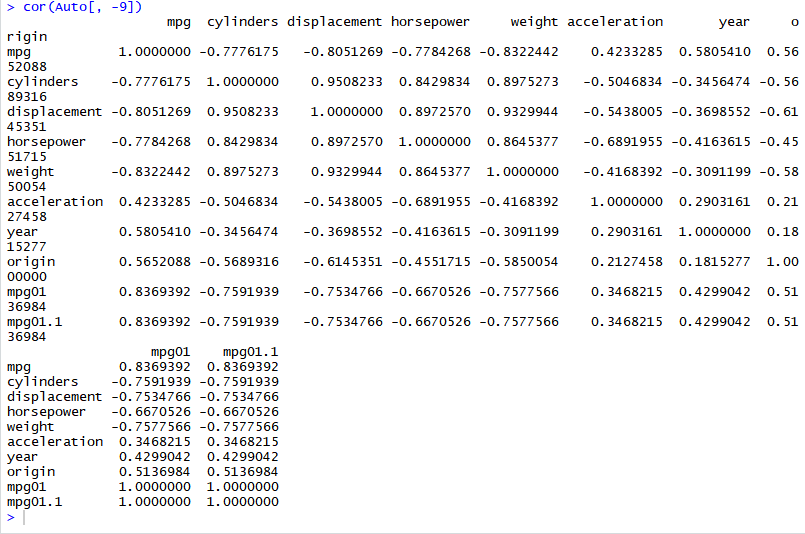 > cor(Auto[, -9])
mpg cylinders displacement horsepower weight acceleration year o
rigin
mpg 1.0000000 -0.7776175 -0.8051269 -0.7784268 -0.8322442 0.4233285 0.5805410 0.56
52088
cylinders -0.7776175 1.0000000 0.9508233 0.8429834 0.8975273 -0.5046834 -0.3456474 -0.56
89316
displacement -0.8051269 0.9508233 1.0000000 0.8972570 0.9329944 -0.5438005 -0.3698552 -0.61
45351
horsepower -0.7784268 0.8429834 0.8972570 1.0000000 0.8645377 -0.6891955 -0.4163615 -0.45
51715
weight -0.8322442 0.8975273 0.9329944 0.8645377 1.0000000 -0.4168392 -0.3091199 -0.58
50054
acceleration 0.4233285 -0.5046834 -0.5438005 -0.6891955 -0.4168392 1.0000000 0.2903161 0.21
27458
year 0.5805410 -0.3456474 -0.3698552 -0.4163615 -0.3091199 0.2903161 1.0000000 0.18
15277
origin 0.5652088 -0.5689316 -0.6145351 -0.4551715 -0.5850054 0.2127458 0.1815277 1.00
00000
mpg01 0.8369392 -0.7591939 -0.7534766 -0.6670526 -0.7577566 0.3468215 0.4299042 0.51
36984
mpg01.1 0.8369392 -0.7591939 -0.7534766 -0.6670526 -0.7577566 0.3468215 0.4299042 0.51
36984
mpg01 mpg01.1
mpg 0.8369392 0.8369392
cylinders -0.7591939 -0.7591939
displacement -0.7534766 -0.7534766
horsepower -0.6670526 -0.6670526
weight -0.7577566 -0.7577566
acceleration 0.3468215 0.3468215
year 0.4299042 0.4299042
origin 0.5136984 0.5136984
mpg01 1.0000000 1.0000000
mpg01.1 1.0000000 1.0000000
>